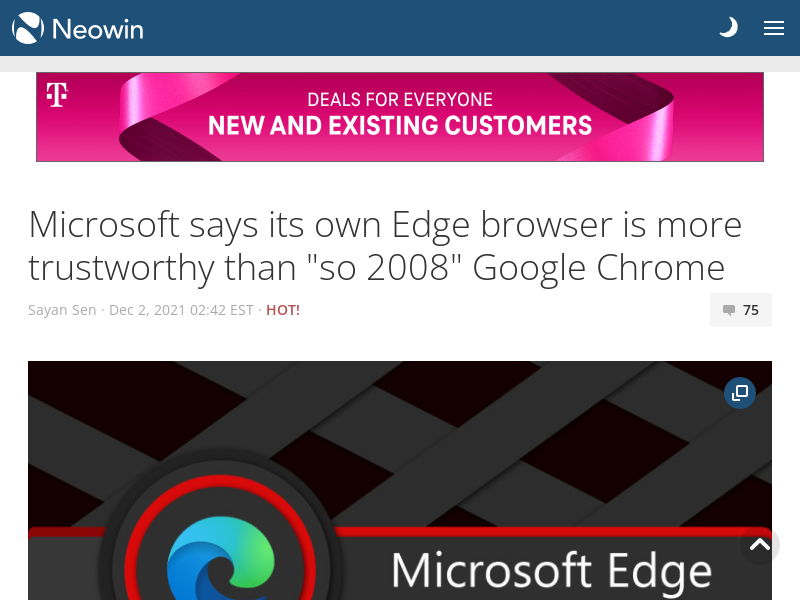 Neowin
T
DEALS FOR EVERYONE
NEW AND EXISTING CUSTOMERS
Microsoft says its own Edge browser is more
trustworthy than "so 2008" Google Chrome
Sayan Sen · Dec 2, 2021 02:42 EST · HOT!
75
Microsoft Edge